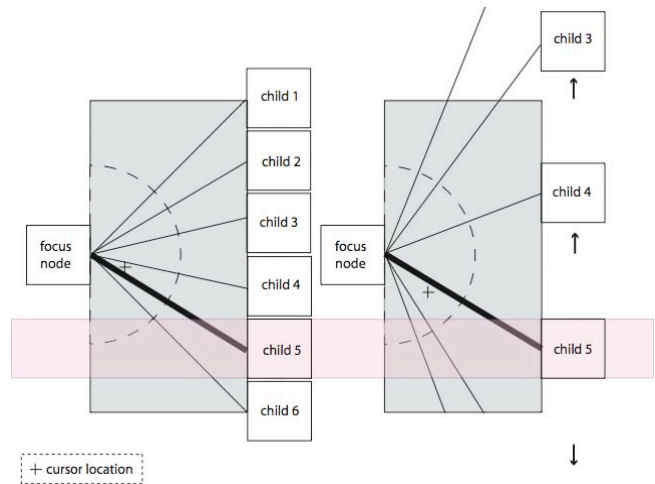 child 1
child 2
child 3
child 4
child 5
child 6
focus
node
child 3
child 4
child 5
focus
node
+ cursor location